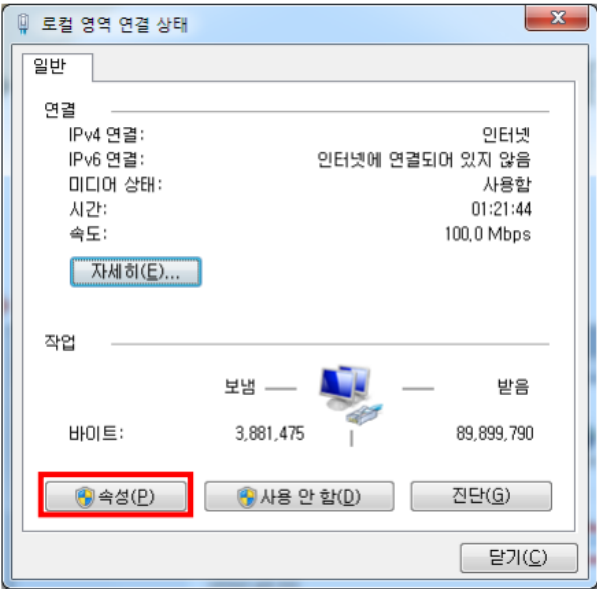 로컬 영역 연결 상태
일반
연결
IPv4 연결: 인터넷
IPv6 연결: 인터넷에 연결되어 있지 않음
미디어 상태: 사용함
시간: 01:21:44
속도: 100,0 Mbps
자세히(E)...
작업
보냄 받음
바이트: 3,881,475 89,899,790
속성(P) 사용 안 함(D) 진단(G)
닫기(C)